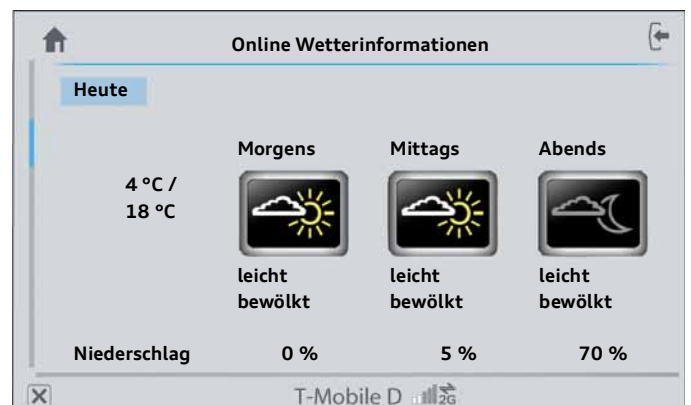 Online Wetterinformationen
Heute
Morgens Mittags Abends
4 °C /
18 °C
leicht leicht leicht
bewölkt bewölkt bewölkt
Niederschlag 0 % 5 % 70 %
T-Mobile D 2G